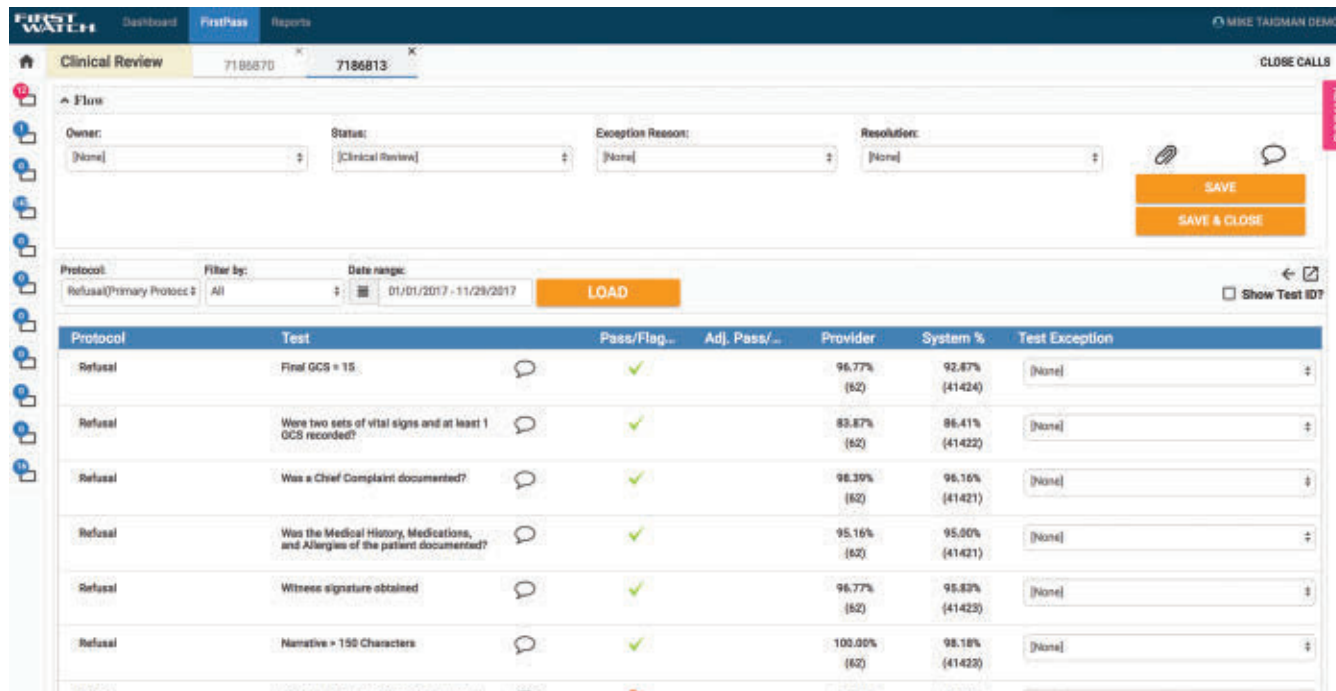 FIRST WATCH Dashboard FirstPass Reports MIKE TAIGMAN DEMO
Clinical Review 7186870 × 7186813 × CLOSE CALLS
Flow
Owner: Status: Exception Reason: Resolution:
[None] [Clinical Review] [None] [None]
SAVE
SAVE & CLOSE
Protocol: Filter by: Date range:
Refusal(Primary Protocc All 01/01/2017 - 11/29/2017 LOAD
Show Test ID?
Protocol Test Pass/Flag... Adj. Pass/... Provider System % Test Exception
Refusal Final GCS = 15 96.77% 92.87% [None]
(62) (41424)
Refusal Were two sets of vital signs and at least 1 83.87% 86.41% [None]
GCS recorded? (62) (41422)
Refusal Was a Chief Complaint documented? 98.39% 96.16% [None]
(62) (41421)
Refusal Was the Medical History, Medications, 95.16% 95.00% [None]
and Allergies of the patient documented? (62) (41421)
Refusal Witness signature obtained 96.77% 95.83% [None]
(62) (41423)
Refusal Narrative > 150 Characters 100.00% 98.18% [None]
(62) (41423)